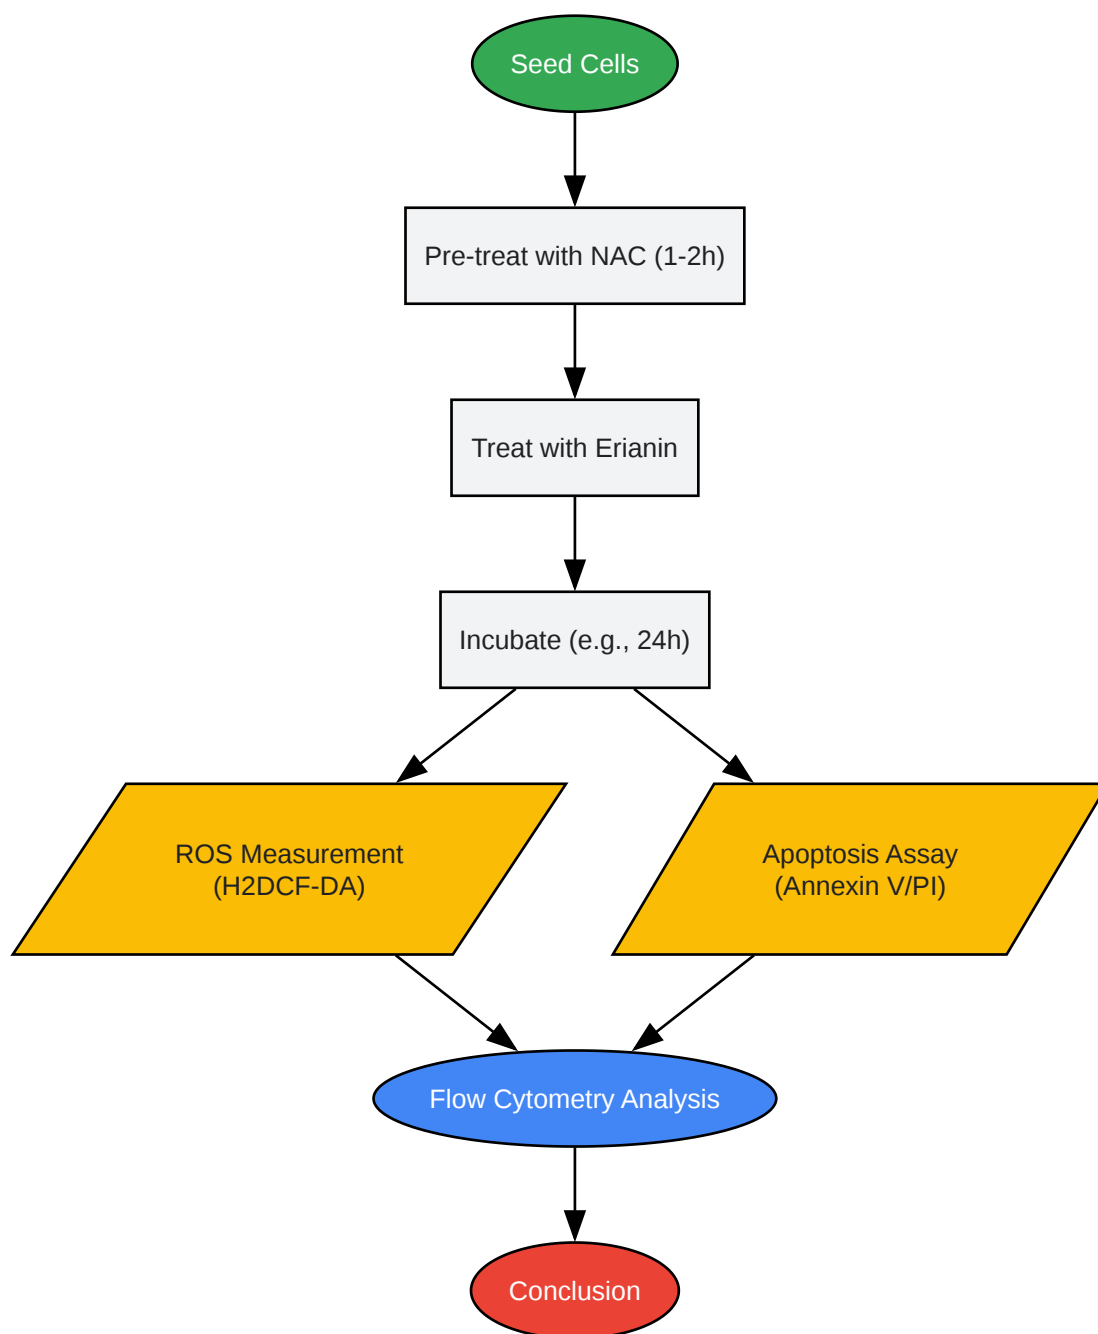 Seed Cells
Pre-treat with NAC (1-2h)
Treat with Erianin
Incubate (e.g., 24h)
ROS Measurement
(H2DCF-DA)
Apoptosis Assay
(Annexin V/PI)
Flow Cytometry Analysis
Conclusion